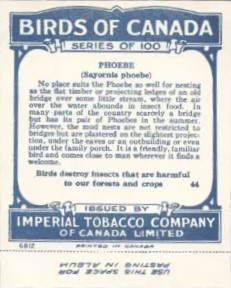 BIRDS OF CANADA
SERIES OF 100
PHOEBE
(Sayornis phoebe)
No place suits the Phoebe so well for nesting
as the flat timber or projecting ledges of an old
bridge over some little stream, where the air
over the water abounds in insect food. In
many parts of the country scarcely a bridge
but has its pair of Phoebes in the summer.
However, the mud nests are not restricted to
bridges but are plastered on the slightest projec-
tion, under the eaves or an outbuilding or even
under the family porch. It is a friendly, familiar
bird and comes close to man wherever it finds a
welcome.
Birds destroy insects that are harmful
to our forests and crops 44
ISSUED BY
IMPERIAL TOBACCO COMPANY
OF CANADA LIMITED
6812 PRINTED IN CANADA
USE THIS SPACE FOR
PASTING IN ALBUM